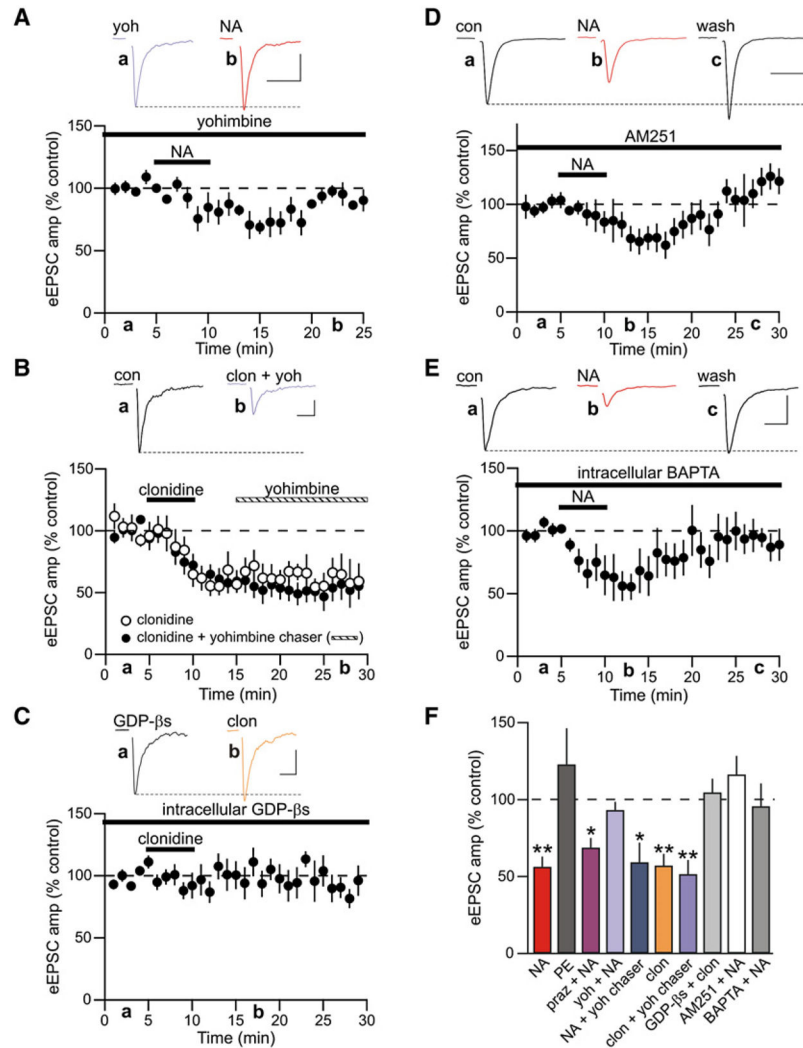 A
yoh NA
a b
yohimbine
NA
eEPSC amp (% control)
150
100
50
0
0 5 10 15 20 25
a b
Time (min)
B
con clon + yoh
a b
clonidine yohimbine
eEPSC amp (% control)
150
100
50
0
clonidine
clonidine + yohimbine chaser ( )
0 5 10 15 20 25 30
a b
Time (min)
C
GDP-βs clon
a b
intracellular GDP-βs
clonidine
eEPSC amp (% control)
150
100
50
0
0 5 10 15 20 25 30
a b
Time (min)
D
con NA wash
a b c
AM251
NA
eEPSC amp (% control)
150
100
50
0
0 5 10 15 20 25 30
a b c
Time (min)
E
con NA wash
a b c
intracellular BAPTA
NA
eEPSC amp (% control)
150
100
50
0
0 5 10 15 20 25 30
a b c
Time (min)
F
eEPSC amp (% control)
150
100
50
0
** * * ** **
NA
PE
praz + NA
yoh + NA
NA + yoh chaser
clon
clon + yoh chaser
GDP-βs + clon
AM251 + NA
BAPTA + NA